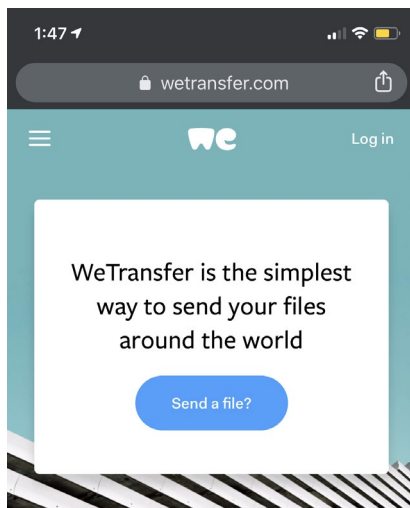 1:47
wetransfer.com
we
Log in
WeTransfer is the simplest
way to send your files
around the world
Send a file?